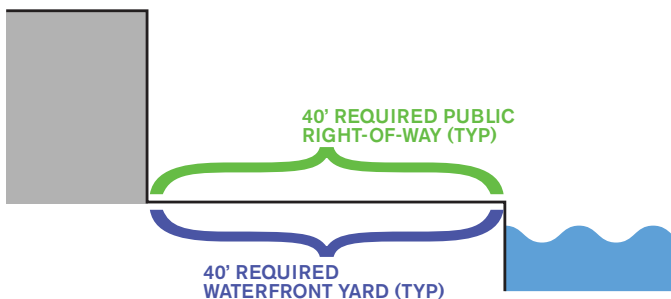 40’ REQUIRED PUBLIC
RIGHT-OF-WAY (TYP)
40’ REQUIRED
WATERFRONT YARD (TYP)